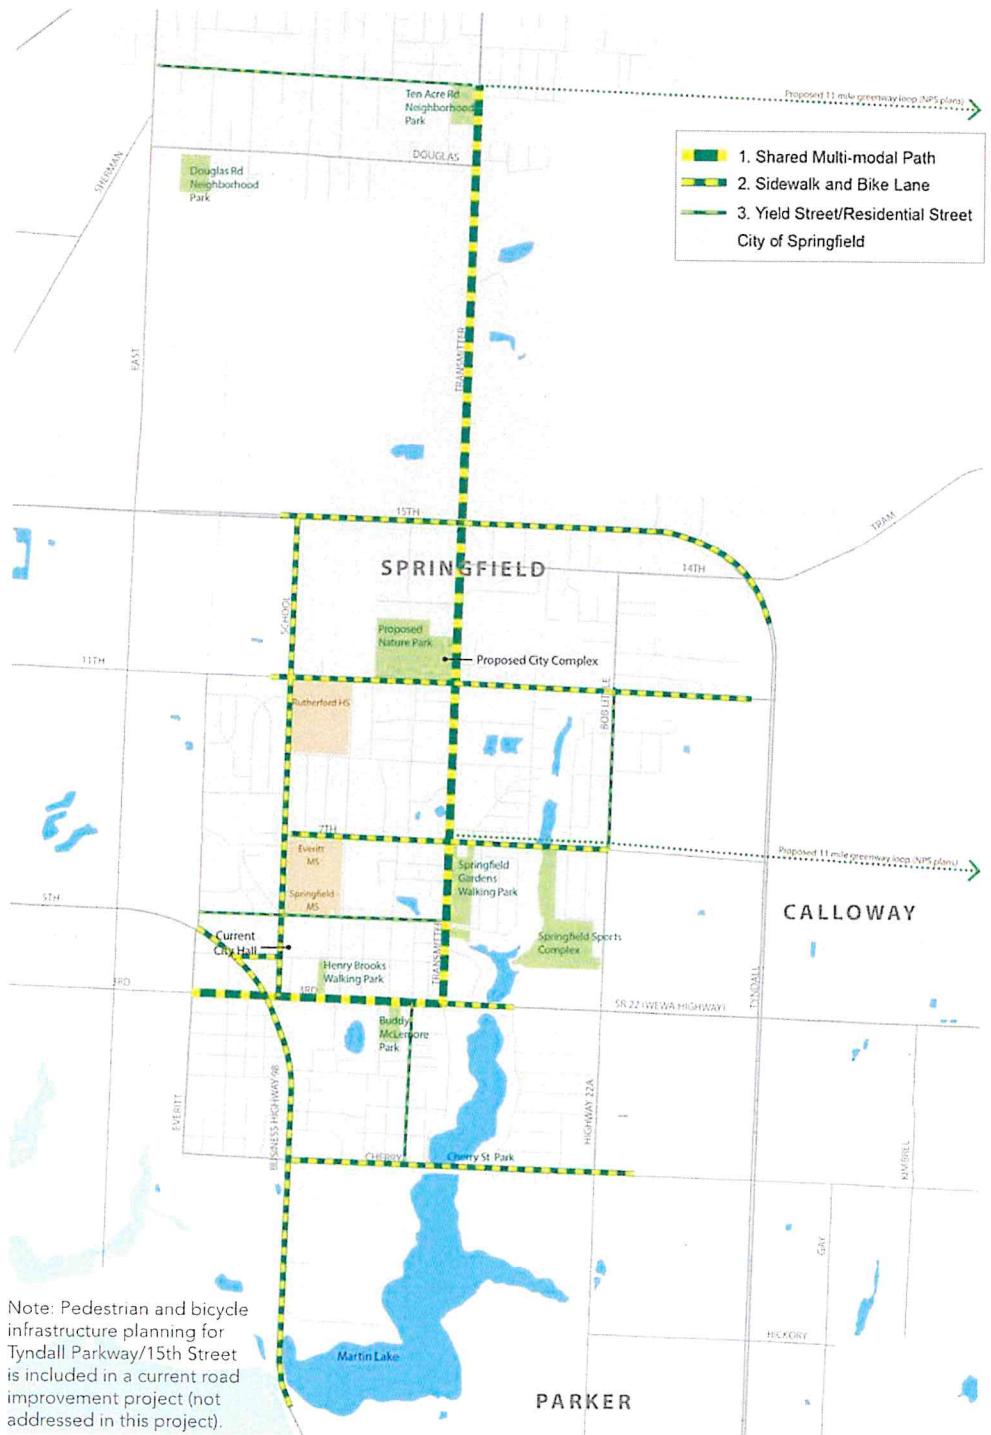 Ten Acre Rd
Neighborhood
Park
Proposed 11 mile greenway loop (NPS plans)
1. Shared Multi-modal Path
2. Sidewalk and Bike Lane
3. Yield Street/Residential Street
City of Springfield
SHERMAN
DOUGLAS
Douglas Rd
Neighborhood
Park
EAST
TRANSMITTER
15TH
TRAM
SPRINGFIELD
14TH
SCHOOL
Proposed
Nature Park
Proposed City Complex
11TH
Rutherford HS
BOB LITTLE
7TH
Everitt
MS
Proposed 11 mile greenway loop (NPS plans)
Springfield
Gardens
Walking Park
Springfield
MS
5TH
CALLOWAY
Current
City Hall
TRANSMITTER
Springfield Sports
Complex
Henry Brooks
Walking Park
TYNDALL
3RD
3RD
SR 22 (WEWA HIGHWAY)
Buddy
McLemore
Park
EVERITT
BUSINESS HIGHWAY 98
HIGHWAY 22A
CHERRY
Cherry St Park
KIMBREL
GAY
Note: Pedestrian and bicycle
infrastructure planning for
Tyndall Parkway/15th Street
is included in a current road
improvement project (not
addressed in this project).
HICKORY
Martin Lake
PARKER